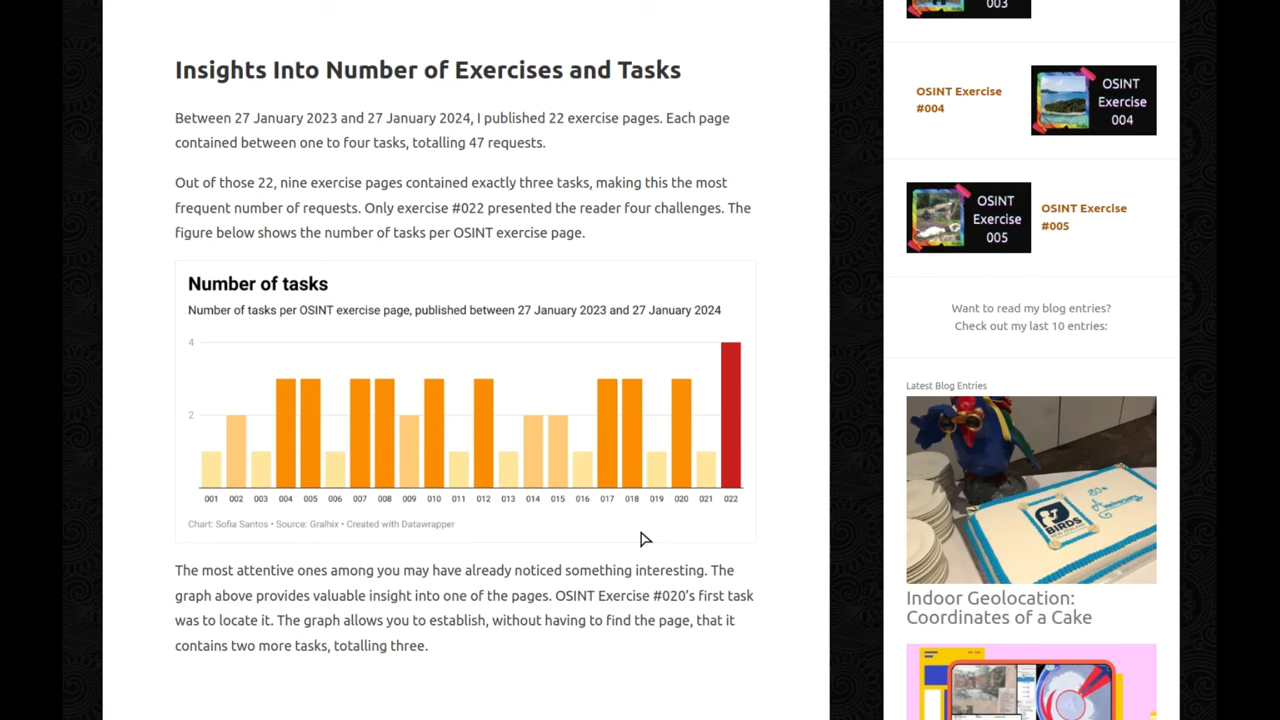 Insights Into Number of Exercises and Tasks
Between 27 January 2023 and 27 January 2024, I published 22 exercise pages. Each page
contained between one to four tasks, totalling 47 requests.
Out of those 22, nine exercise pages contained exactly three tasks, making this the most
frequent number of requests. Only exercise #022 presented the reader four challenges. The
figure below shows the number of tasks per OSINT exercise page.
Number of tasks
Number of tasks per OSINT exercise page, published between 27 January 2023 and 27 January 2024
4
2
001 002 003 004 005 006 007 008 009 010 011 012 013 014 015 016 017 018 019 020 021 022
Chart: Sofia Santos • Source: Gralhix • Created with Datawrapper
The most attentive ones among you may have already noticed something interesting. The
graph above provides valuable insight into one of the pages. OSINT Exercise #020’s first task
was to locate it. The graph allows you to establish, without having to find the page, that it
contains two more tasks, totalling three.
003
OSINT Exercise
#004
OSINT
Exercise
004
OSINT
Exercise
005
OSINT Exercise
#005
Want to read my blog entries?
Check out my last 10 entries:
Latest Blog Entries
BIRDS
Anniversary
Indoor Geolocation:
Coordinates of a Cake